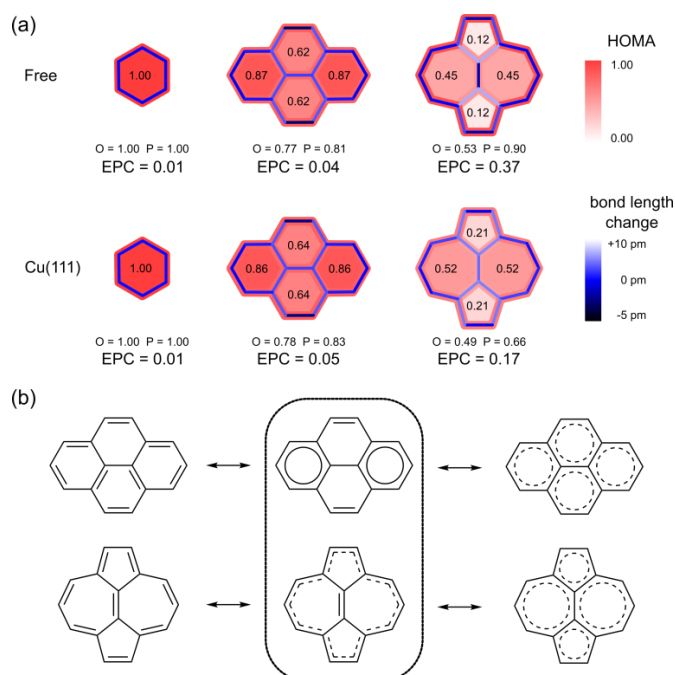 (a)
Free
1.00
0.62
0.87 0.87
0.62
0.12
0.45 0.45
0.12
HOMA
1.00
0.00
O = 1.00 P = 1.00
EPC = 0.01
O = 0.77 P = 0.81
EPC = 0.04
O = 0.53 P = 0.90
EPC = 0.37
Cu(111)
1.00
0.64
0.86 0.86
0.64
0.21
0.52 0.52
0.21
bond length
change
+10 pm
0 pm
-5 pm
O = 1.00 P = 1.00
EPC = 0.01
O = 0.78 P = 0.83
EPC = 0.05
O = 0.49 P = 0.66
EPC = 0.17
(b)